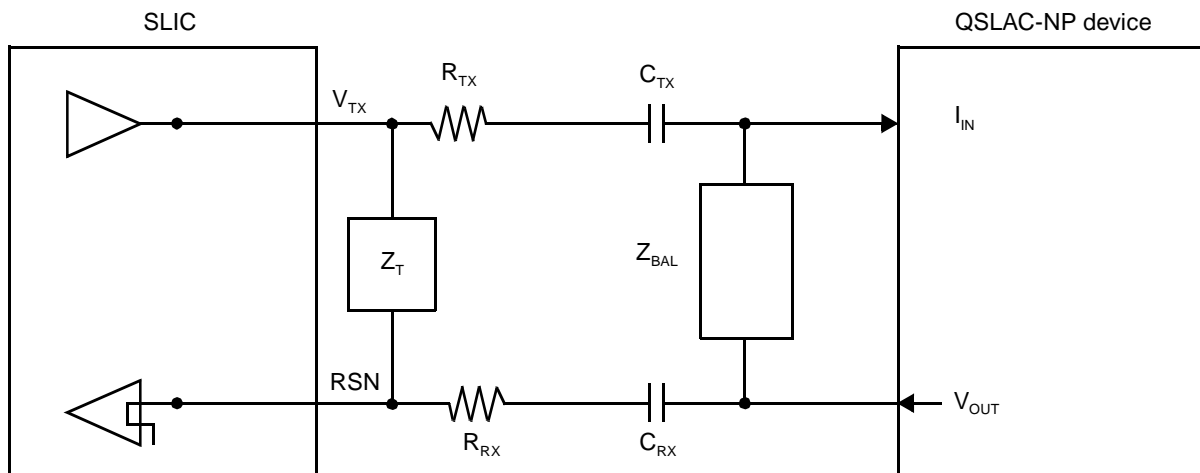 SLIC
QSLAC-NP device
R_TX
C_TX
V_TX
I_IN
Z_T
Z_BAL
RSN
V_OUT
R_RX
C_RX